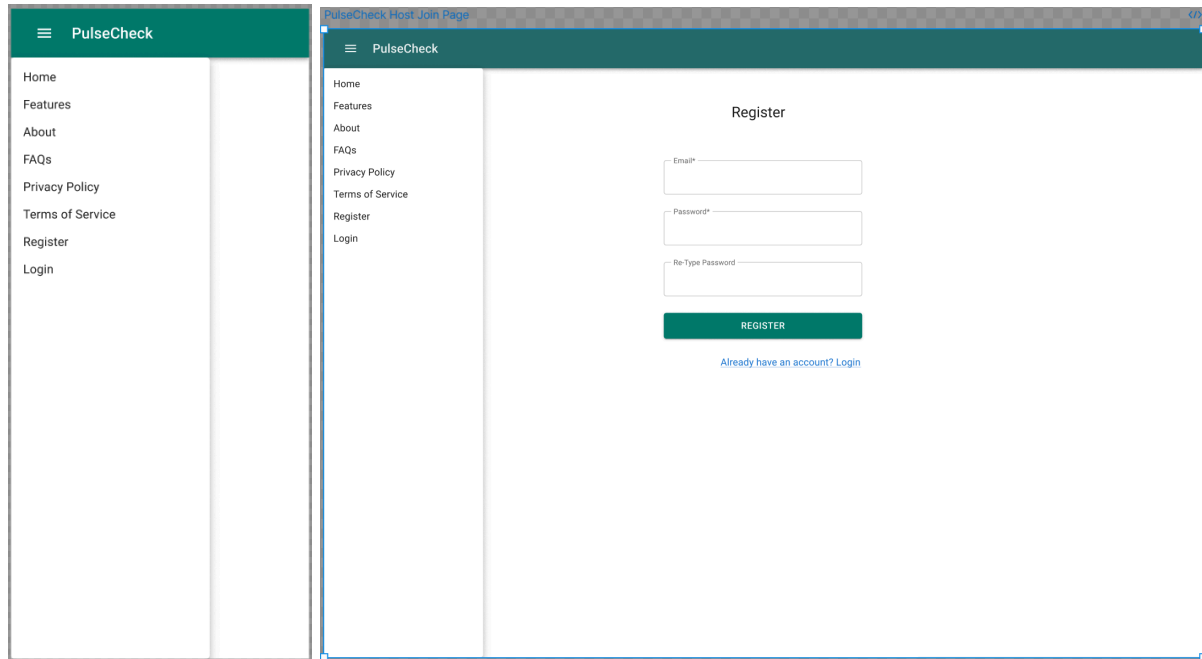 PulseCheck
Home
Features
About
FAQs
Privacy Policy
Terms of Service
Register
Login
PulseCheck Host Join Page
</>
PulseCheck
Home
Features
About
FAQs
Privacy Policy
Terms of Service
Register
Login
Register
Email*
Password*
Re-Type Password
REGISTER
Already have an account? Login